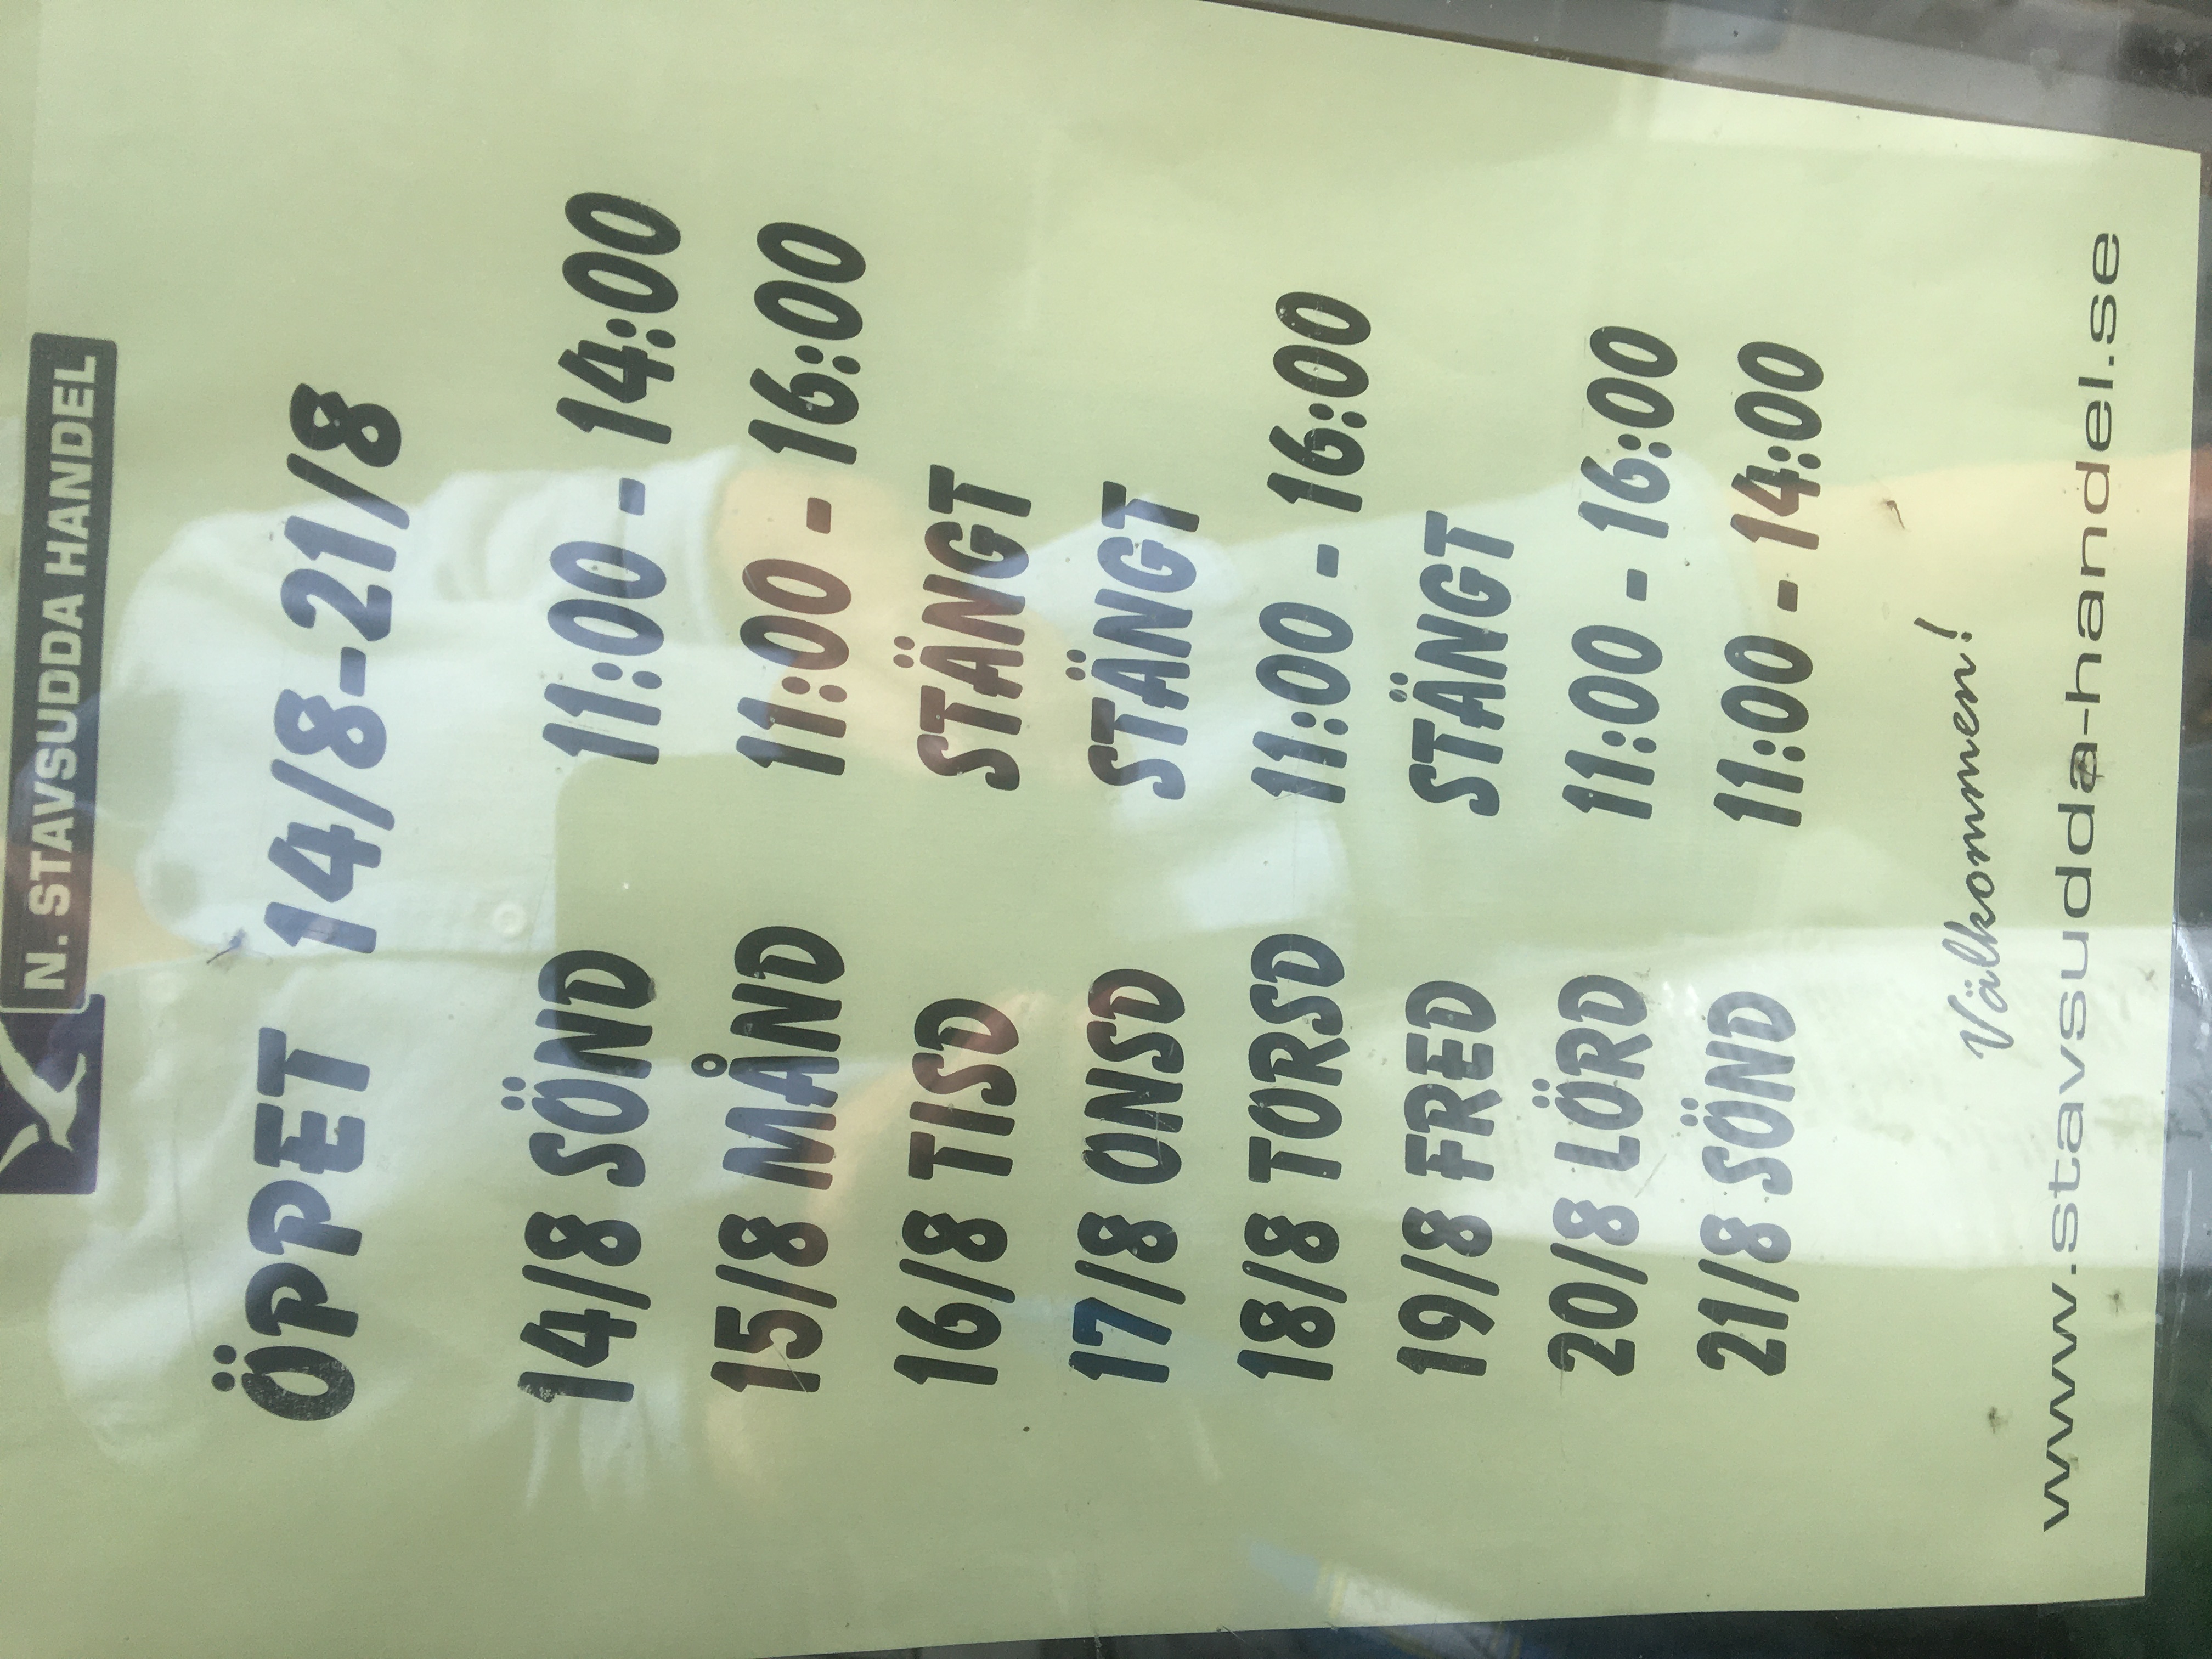 N. STAVSUDDA HANDEL
ÖPPET 14/8-21/8
14/8 SÖND 11:00 - 14:00
15/8 MÅND 11:00 - 16:00
16/8 TISD STÄNGT
17/8 ONSD STÄNGT
18/8 TORSD 11:00 - 16:00
19/8 FRED STÄNGT
20/8 LÖRD 11:00 - 16:00
21/8 SÖND 11:00 - 14:00
Välkommen!
www.stavsudda-handel.se